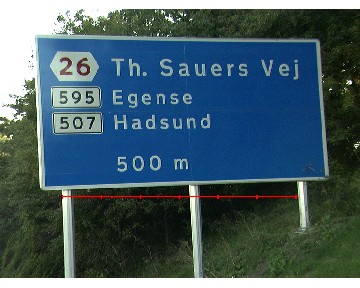 26 Th. Sauers Vej
595 Egense
507 Hadsund
500 m